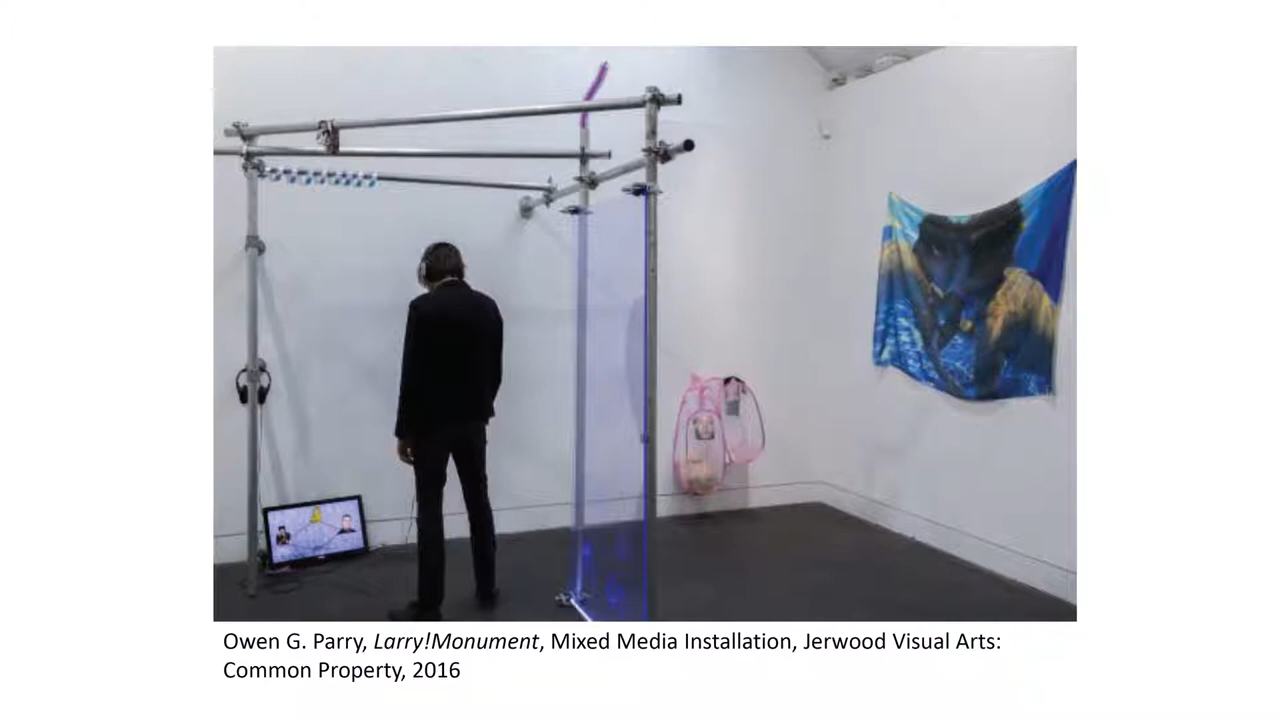 Owen G. Parry, Larry!Monument, Mixed Media Installation, Jerwood Visual Arts:
Common Property, 2016